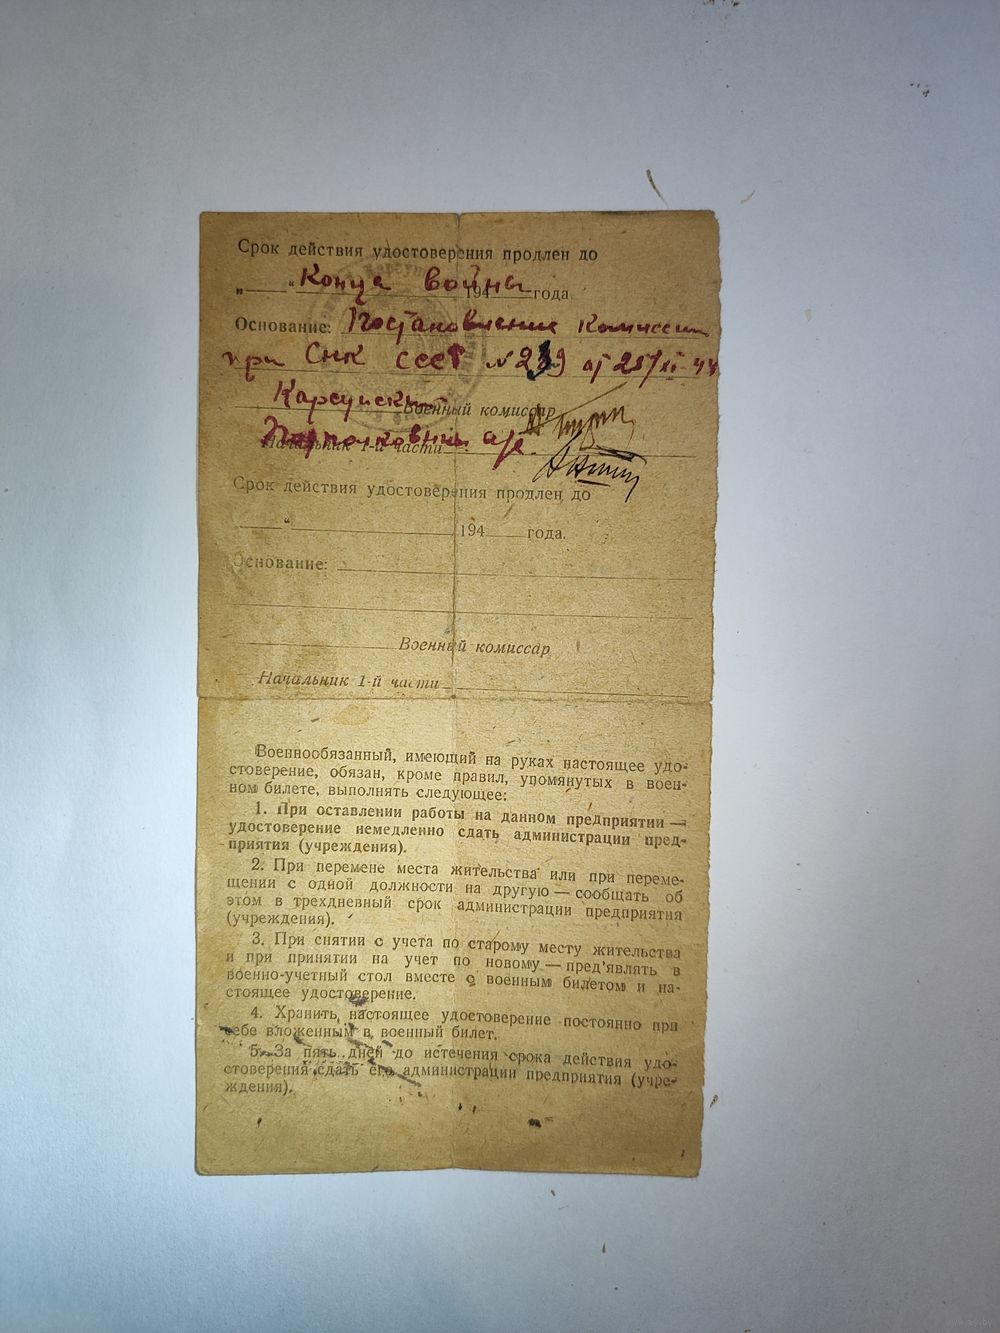 Срок действия удостоверения продлен до
„ “ Конца войны 194 года
Основание: Постановление Комиссии
при СНК СССР № 239 от 25/XI-44
Карсунский Военный комиссар
Начальник 1-й части
Срок действия удостоверения продлен до
“ 194 года.
Основание:
Военный комиссар
Начальник 1-й части
Военнообязанный, имеющий на руках настоящее удо-
стоверение, обязан, кроме правил, упомянутых в воен-
ном билете, выполнять следующее:
1. При оставлении работы на данном предприятии —
удостоверение немедленно сдать администрации пред-
приятия (учреждения).
2. При перемене места жительства или при переме-
щении с одной должности на другую — сообщать об
этом в трехдневный срок администрации предприятия
(учреждения).
3. При снятии с учета по старому месту жительства
и при принятии на учет по новому — пред'являть в
военно-учетный стол вместе с военным билетом и на-
стоящее удостоверение.
4. Хранить настоящее удостоверение постоянно при
себе вложенным в военный билет.
5. За пять дней до истечения срока действия удо-
стоверения сдать его администрации предприятия (учре-
ждения).